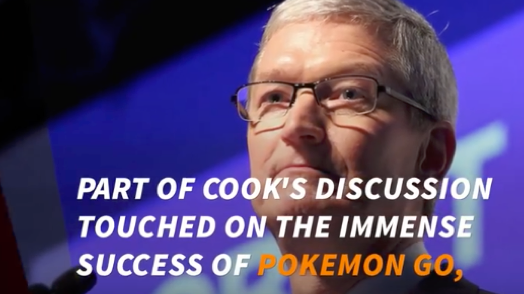 PART OF COOK'S DISCUSSION
TOUCHED ON THE IMMENSE
SUCCESS OF POKEMON GO,